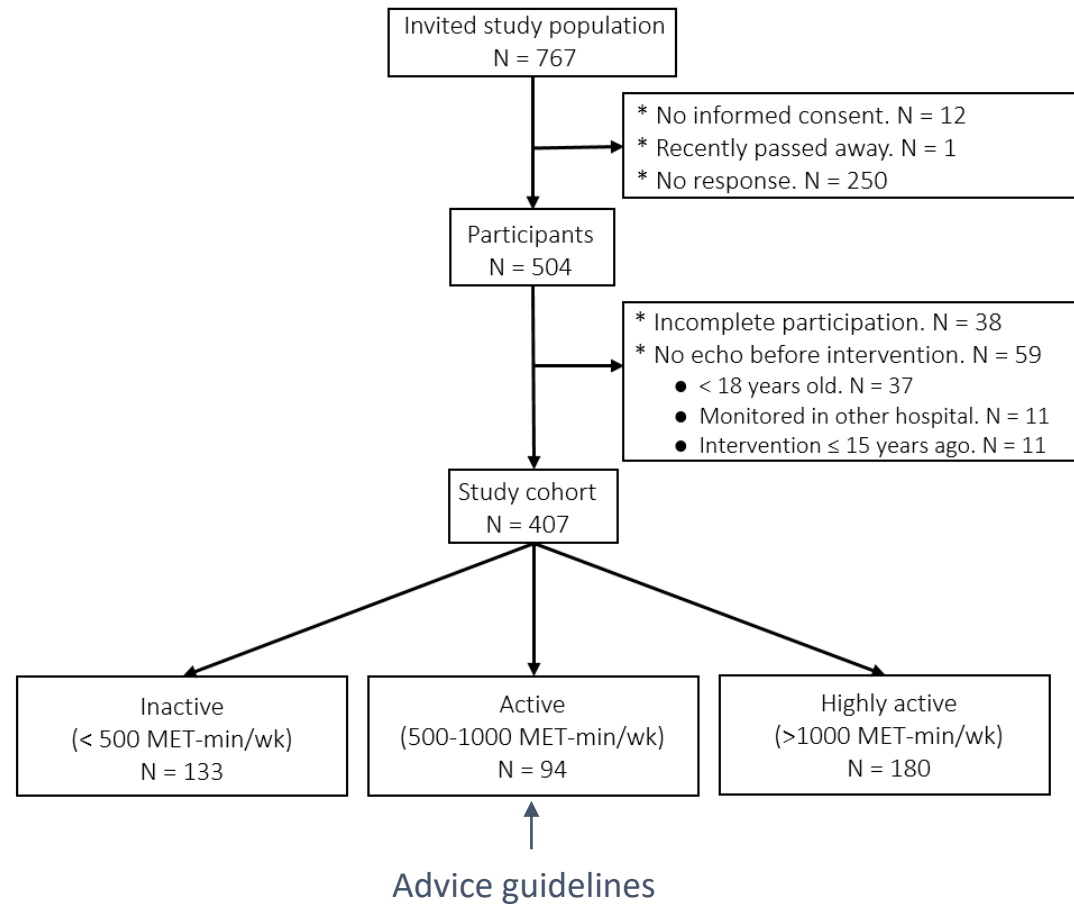 Invited study population
N = 767
* No informed consent. N = 12
* Recently passed away. N = 1
* No response. N = 250
Participants
N = 504
* Incomplete participation. N = 38
* No echo before intervention. N = 59
● < 18 years old. N = 37
● Monitored in other hospital. N = 11
● Intervention ≤ 15 years ago. N = 11
Study cohort
N = 407
Inactive
(< 500 MET-min/wk)
N = 133
Active
(500-1000 MET-min/wk)
N = 94
Highly active
(>1000 MET-min/wk)
N = 180
Advice guidelines